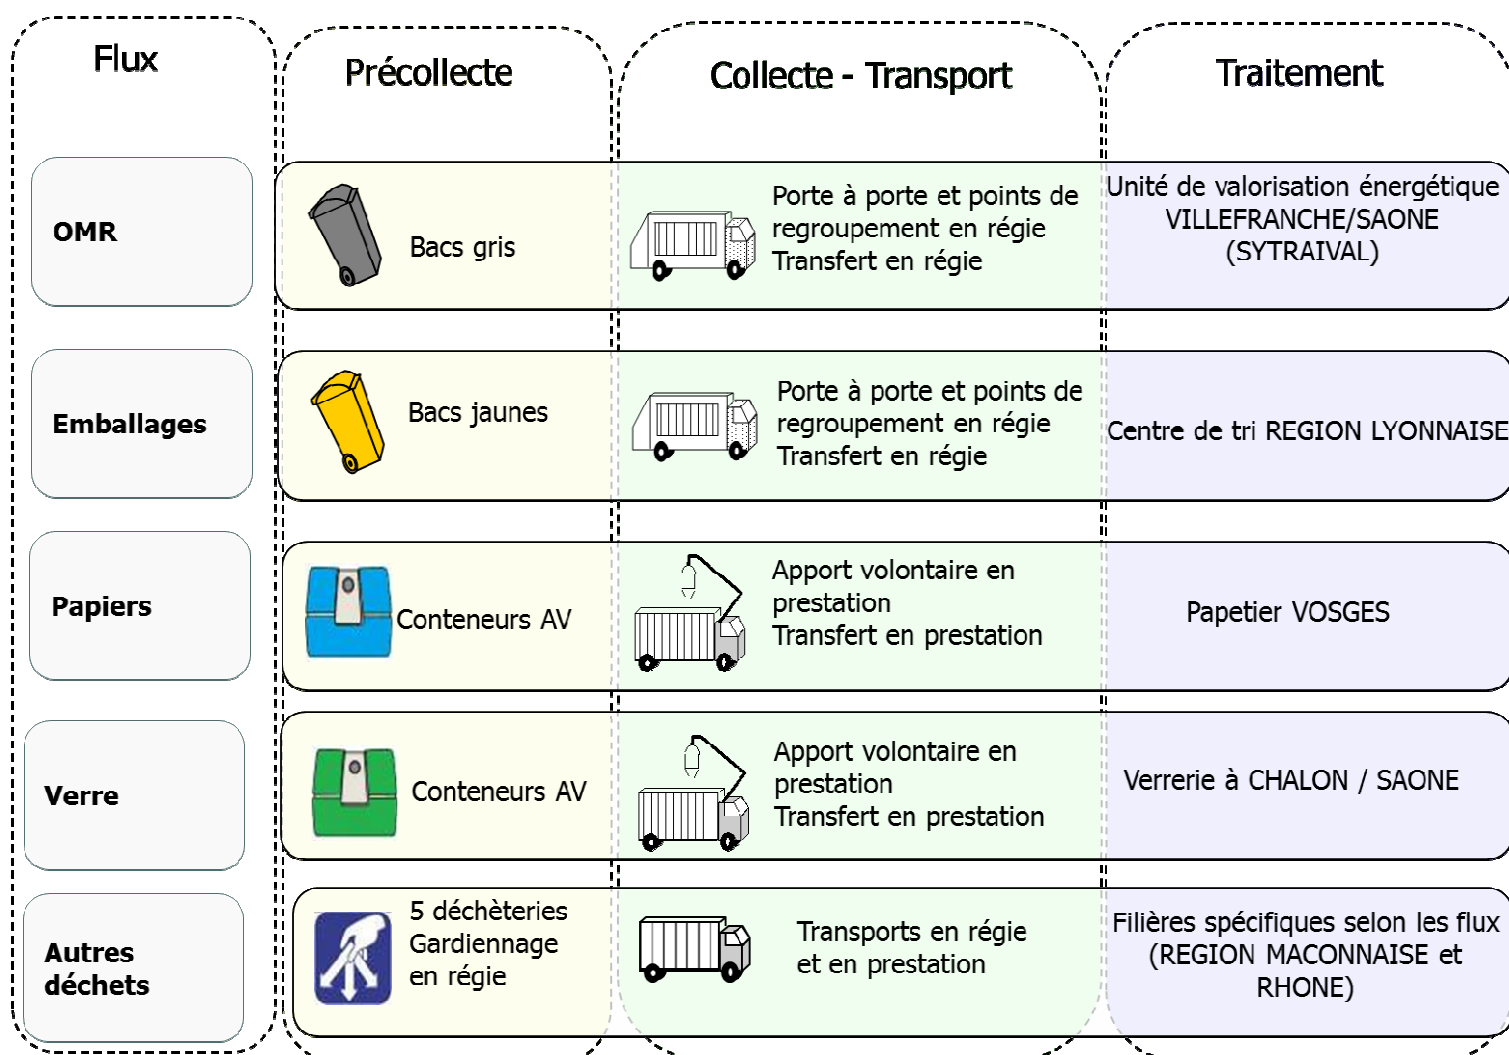 Flux
Précollecte
Collecte - Transport
Traitement
OMR
Bacs gris
Porte à porte et points de
regroupement en régie
Transfert en régie
Unité de valorisation énergétique
VILLEFRANCHE/SAONE
(SYTRAIVAL)
Emballages
Bacs jaunes
Porte à porte et points de
regroupement en régie
Transfert en régie
Centre de tri REGION LYONNAISE
Papiers
Conteneurs AV
Apport volontaire en
prestation
Transfert en prestation
Papetier VOSGES
Verre
Conteneurs AV
Apport volontaire en
prestation
Transfert en prestation
Verrerie à CHALON / SAONE
Autres
déchets
5 déchèteries
Gardiennage
en régie
Transports en régie
et en prestation
Filières spécifiques selon les flux
(REGION MACONNAISE et
RHONE)